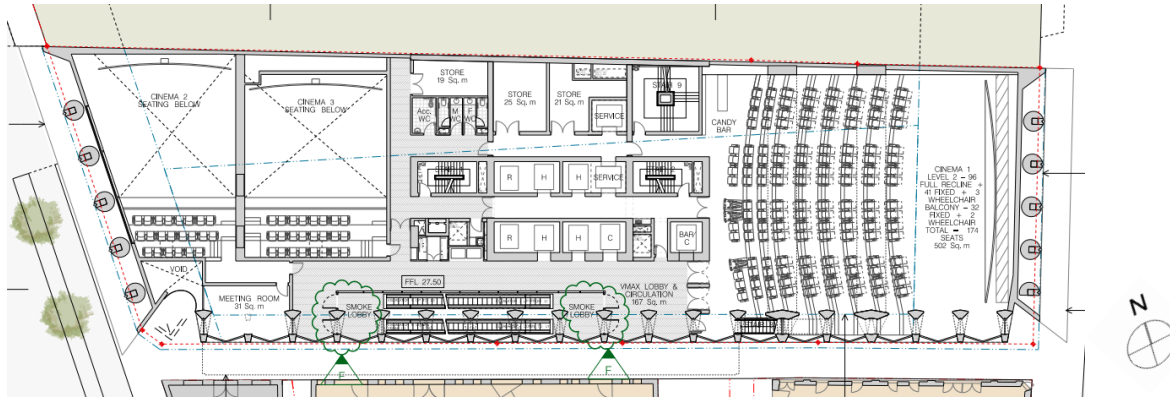 CINEMA 2
SEATING BELOW
CINEMA 3
SEATING BELOW
STORE
19 Sq. m
Acc.
WC
M
WC
F
WC
STORE
25 Sq. m
STORE
21 Sq. m
SERVICE
STAIR 9
CANDY
BAR
R
H
H
SERVICE
R
H
H
C
BAR/
C
CINEMA 1
LEVEL 2 - 96
FULL RECLINE +
41 FIXED + 3
WHEELCHAIR
BALCONY - 32
FIXED + 2
WHEELCHAIR
TOTAL - 174
SEATS
502 Sq. m
VOID
MEETING ROOM
31 Sq. m
FFL 27.50
SMOKE
LOBBY
SMOKE
LOBBY
VMAX LOBBY &
CIRCULATION
167 Sq. m
F
F
N